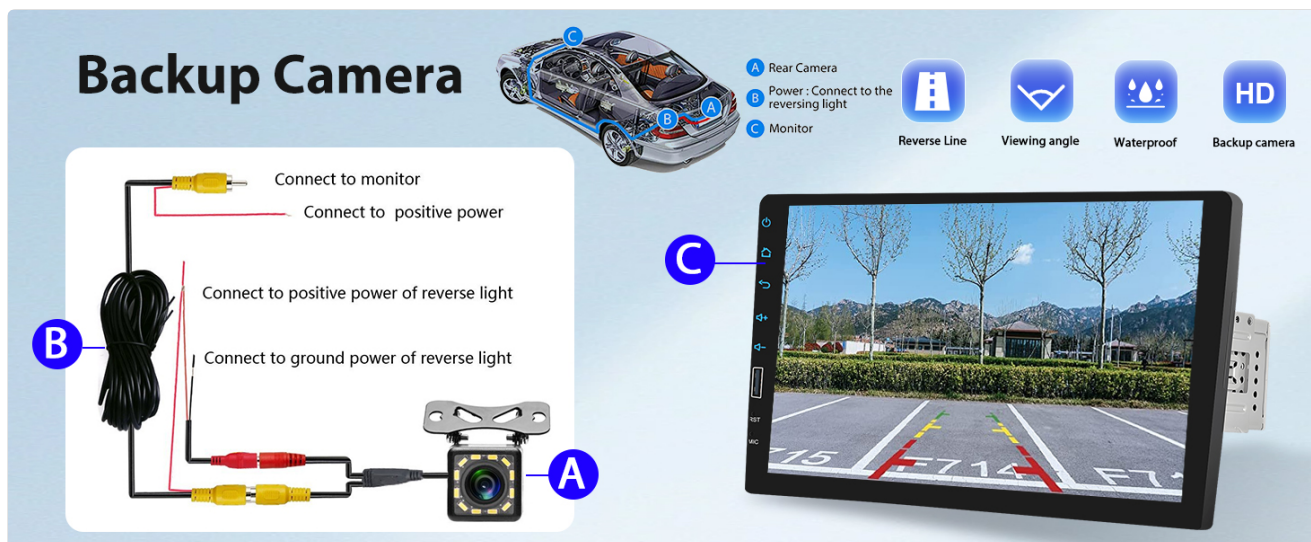 Backup Camera
C
B
A
A Rear Camera
B Power : Connect to the
reversing light
C Monitor
Reverse Line
Viewing angle
Waterproof
HD
Backup camera
Connect to monitor
Connect to positive power
Connect to positive power of reverse light
Connect to ground power of reverse light
B
A
C
RST
MIC
715
F714
F71